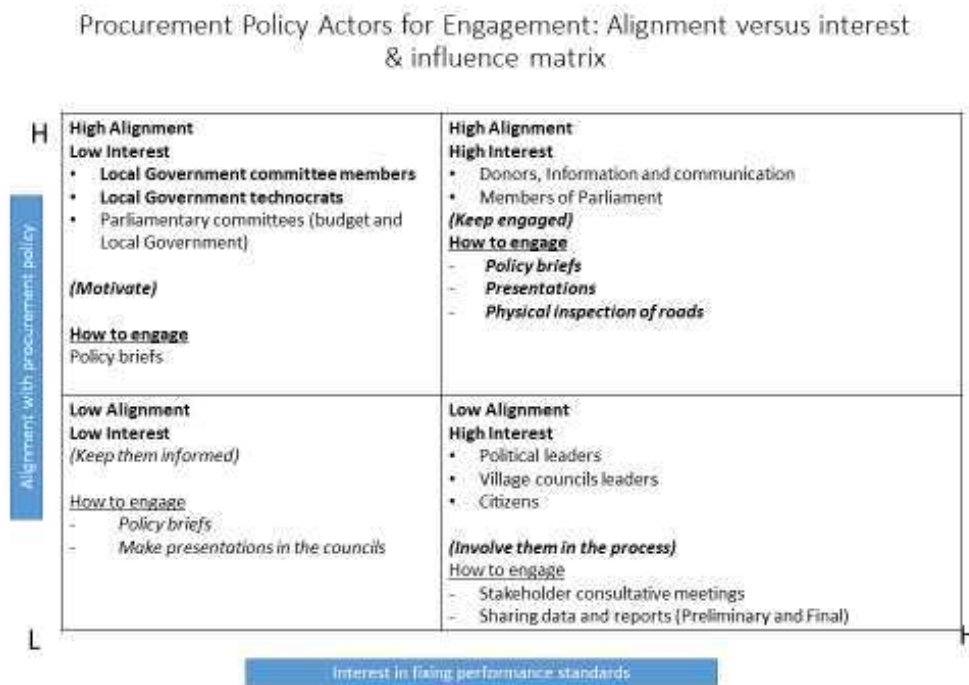 Procurement Policy Actors for Engagement: Alignment versus interest
& influence matrix
H
Alignment with procurement policy
High Alignment
Low Interest
• Local Government committee members
• Local Government technocrats
• Parliamentary committees (budget and
Local Government)
(Motivate)
How to engage
Policy briefs
High Alignment
High Interest
• Donors, Information and communication
• Members of Parliament
(Keep engaged)
How to engage
- Policy briefs
- Presentations
- Physical inspection of roads
Low Alignment
Low Interest
(Keep them informed)
How to engage
- Policy briefs
- Make presentations in the councils
Low Alignment
High Interest
• Political leaders
• Village councils leaders
• Citizens
(Involve them in the process)
How to engage
- Stakeholder consultative meetings
- Sharing data and reports (Preliminary and Final)
L
Interest in fixing performance standards